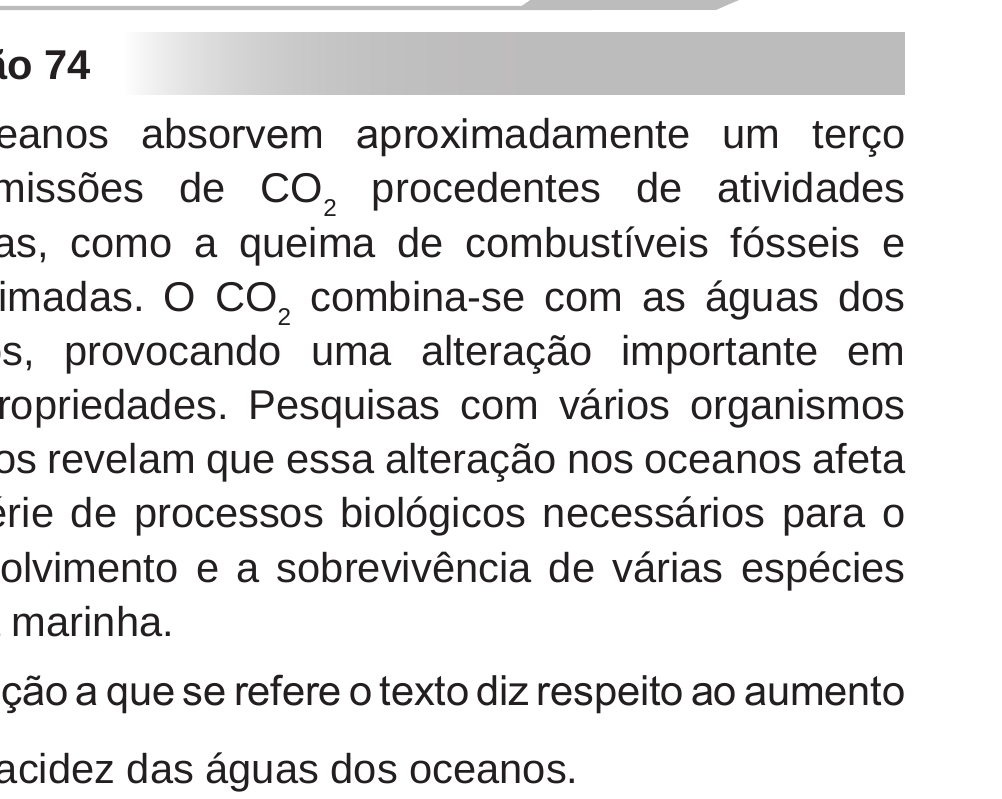 ão 74
eanos absorvem aproximadamente um terço
missões de CO₂ procedentes de atividades
as, como a queima de combustíveis fósseis e
imadas. O CO₂ combina-se com as águas dos
s, provocando uma alteração importante em
ropriedades. Pesquisas com vários organismos
os revelam que essa alteração nos oceanos afeta
érie de processos biológicos necessários para o
olvimento e a sobrevivência de várias espécies
marinha.
ção a que se refere o texto diz respeito ao aumento
acidez das águas dos oceanos.